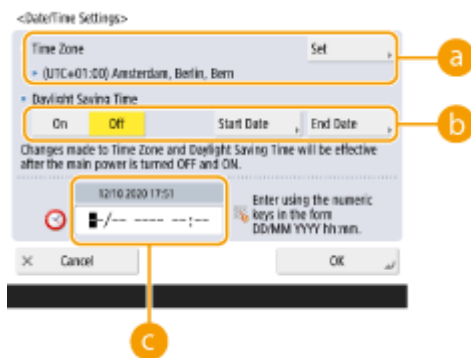 <Date/Time Settings>
Time Zone
Set
a
(UTC+01:00) Amsterdam, Berlin, Bern
Daylight Saving Time
On Off Start Date End Date
b
Changes made to Time Zone and Daylight Saving Time will be effective
after the main power is turned OFF and ON.
12/10 2020 17:51
--/-- ---- --:--
Enter using the numeric
keys in the form
DD/MM YYYY hh:mm.
× Cancel
OK
c